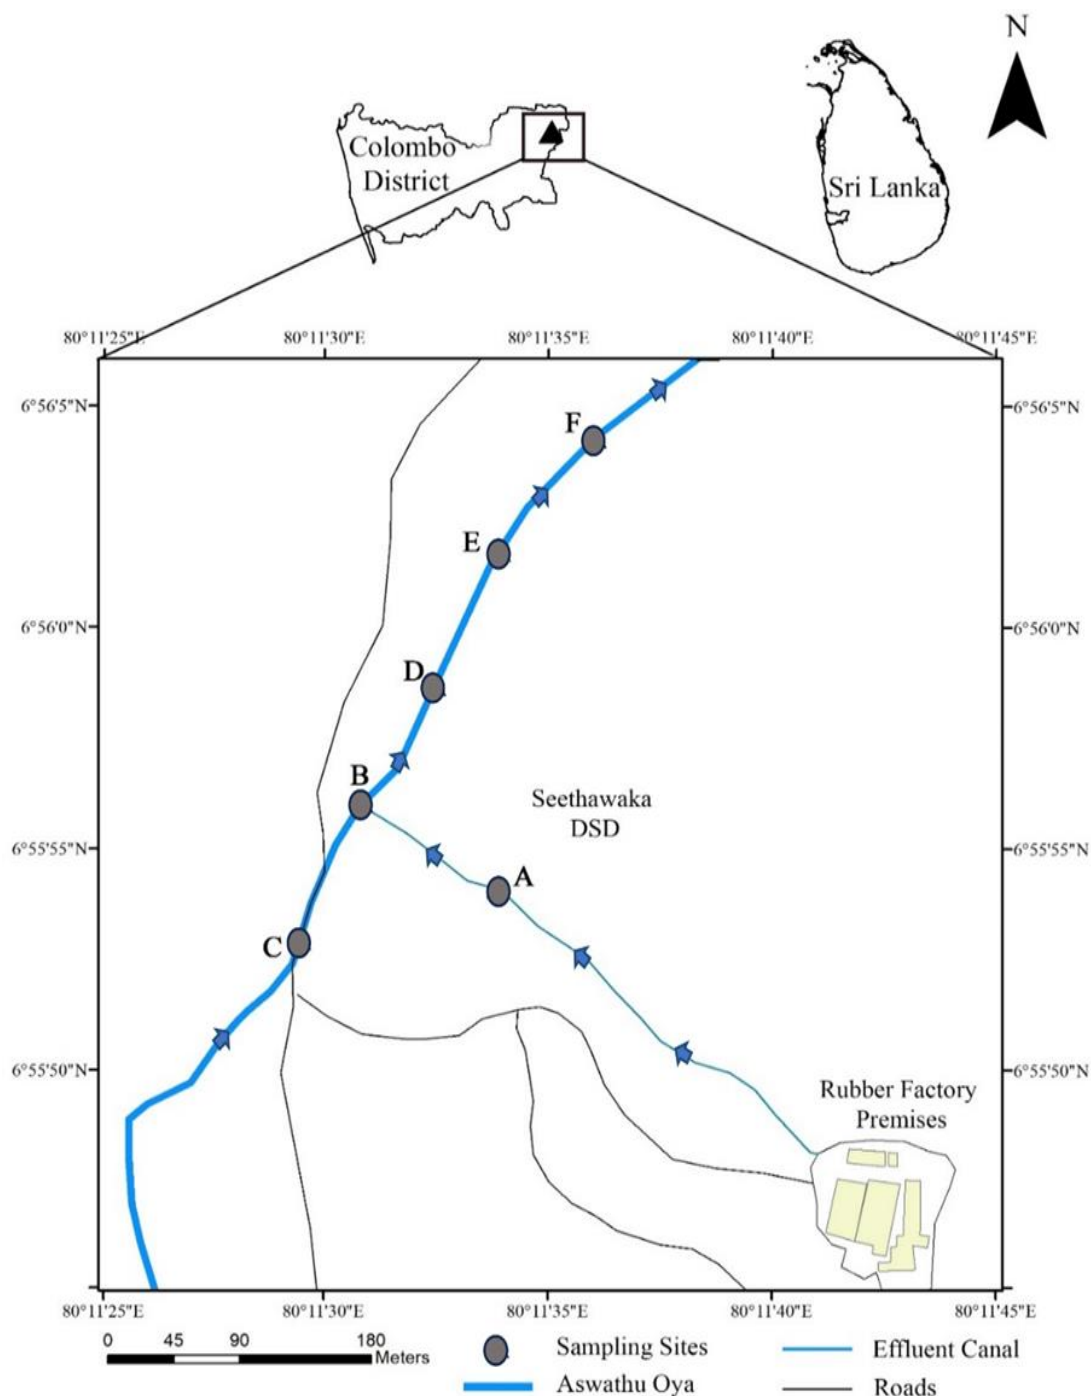 N
Colombo
District
Sri Lanka
80°11'25"E 80°11'30"E 80°11'35"E 80°11'40"E 80°11'45"E
6°56'5"N 6°56'5"N
F
E
6°56'0"N 6°56'0"N
D
B
Seethawaka
DSD
6°55'55"N 6°55'55"N
A
C
6°55'50"N 6°55'50"N
Rubber Factory
Premises
80°11'25"E 80°11'30"E 80°11'35"E 80°11'40"E 80°11'45"E
0 45 90 180
Meters
Sampling Sites
Effluent Canal
Aswathu Oya
Roads